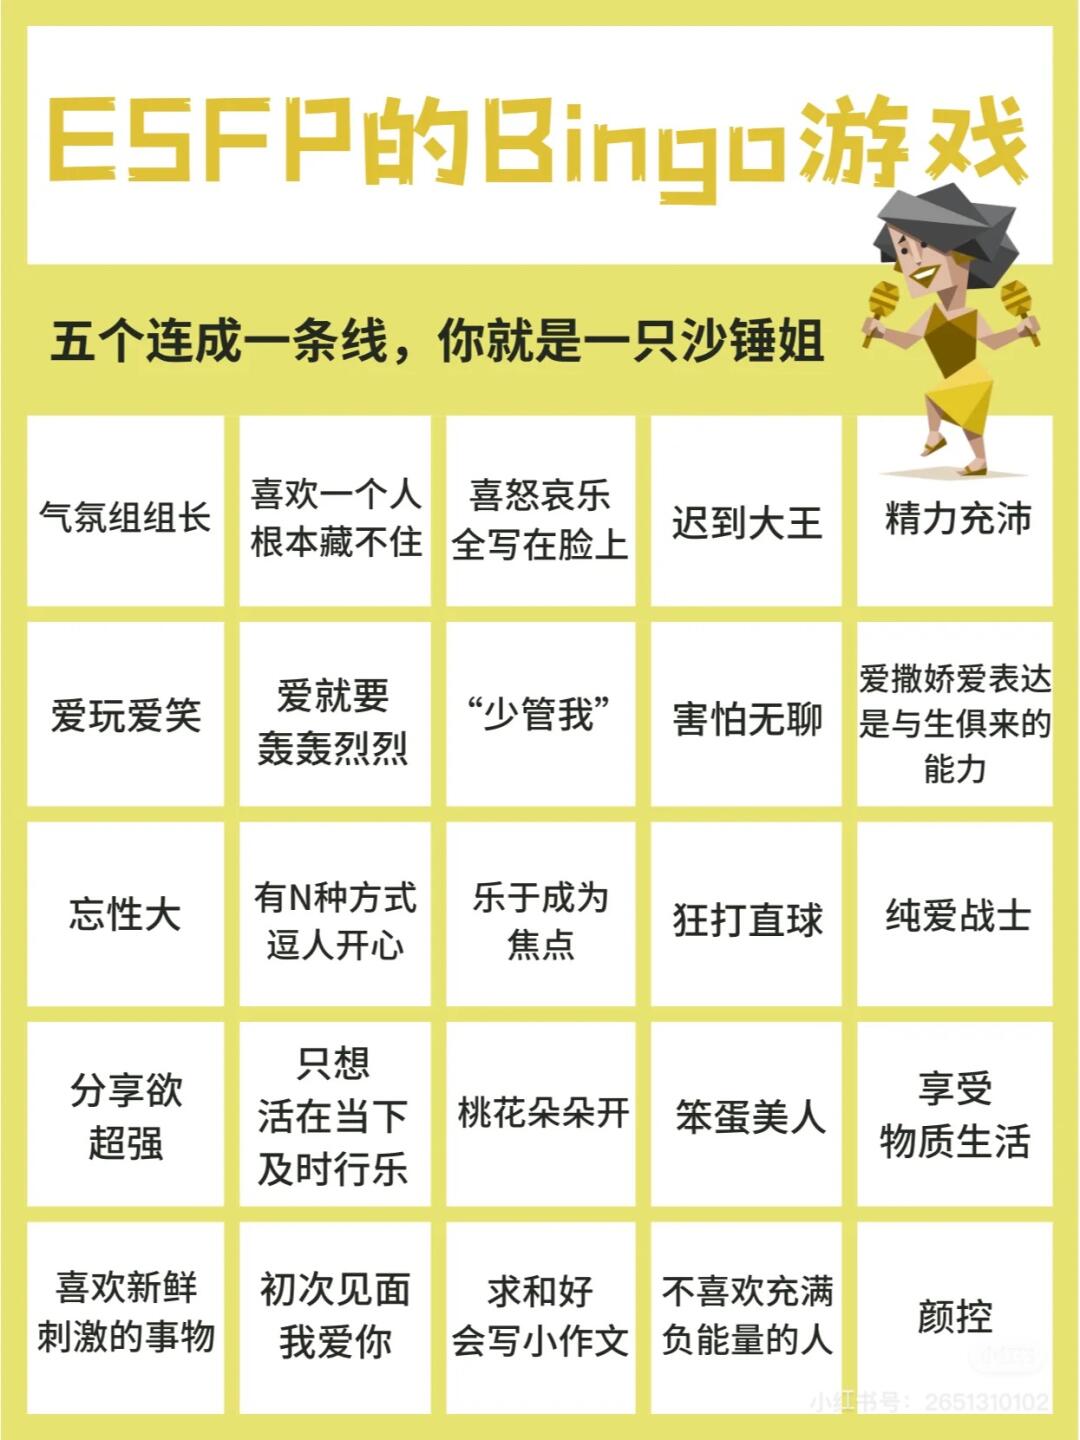 ESFP的Bingo游戏
五个连成一条线，你就是一只沙锤姐
气氛组组长
喜欢一个人
根本藏不住
喜怒哀乐
全写在脸上
迟到大王
精力充沛
爱玩爱笑
爱就要
轰轰烈烈
“少管我”
害怕无聊
爱撒娇爱表达
是与生俱来的
能力
忘性大
有N种方式
逗人开心
乐于成为
焦点
狂打直球
纯爱战士
分享欲
超强
只想
活在当下
及时行乐
桃花朵朵开
笨蛋美人
享受
物质生活
喜欢新鲜
刺激的事物
初次见面
我爱你
求和好
会写小作文
不喜欢充满
负能量的人
颜控
小红书
小红书号：2651310102